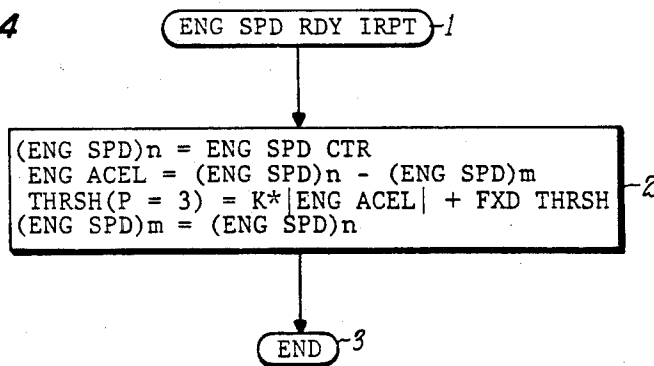 4
ENG SPD RDY IRPT
1
(ENG SPD)n = ENG SPD CTR
ENG ACEL = (ENG SPD)n - (ENG SPD)m
THRSH(P = 3) = K*|ENG ACEL| + FXD THRSH
(ENG SPD)m = (ENG SPD)n
2
END
3